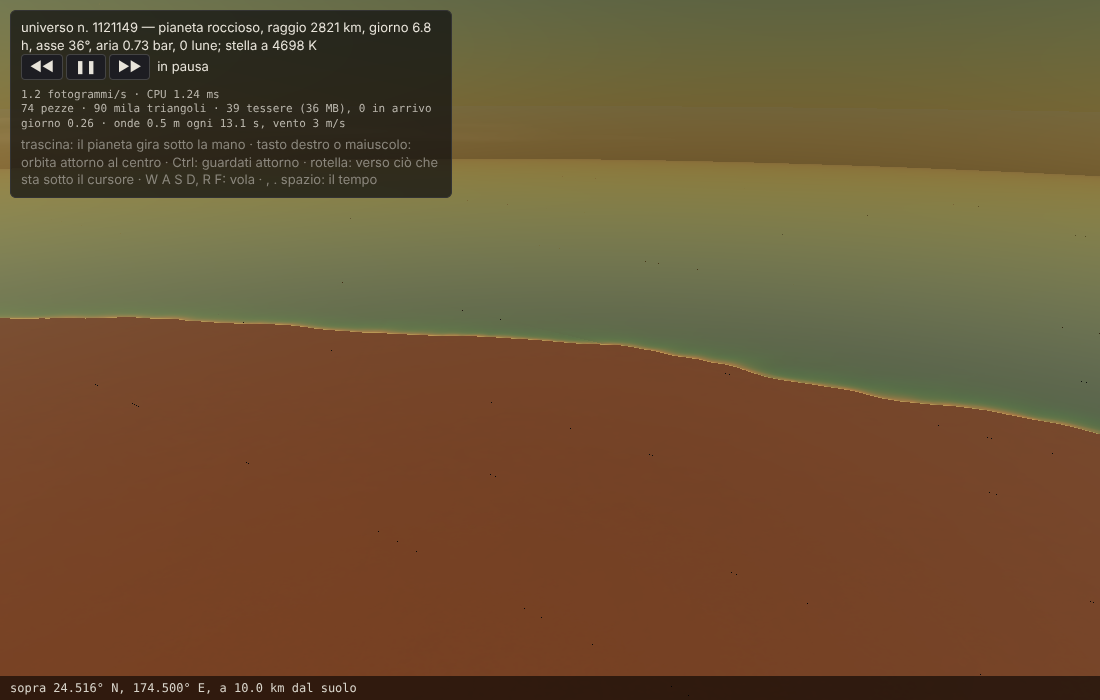 universo n. 1121149 — pianeta roccioso, raggio 2821 km, giorno 6.8
h, asse 36°, aria 0.73 bar, 0 lune; stella a 4698 K
in pausa
1.2 fotogrammi/s · CPU 1.24 ms
74 pezze · 90 mila triangoli · 39 tessere (36 MB), 0 in arrivo
giorno 0.26 · onde 0.5 m ogni 13.1 s, vento 3 m/s
trascina: il pianeta gira sotto la mano · tasto destro o maiuscolo:
orbita attorno al centro · Ctrl: guardati attorno · rotella: verso ciò che
sta sotto il cursore · W A S D, R F: vola · , . spazio: il tempo
sopra 24.516° N, 174.500° E, a 10.0 km dal suolo